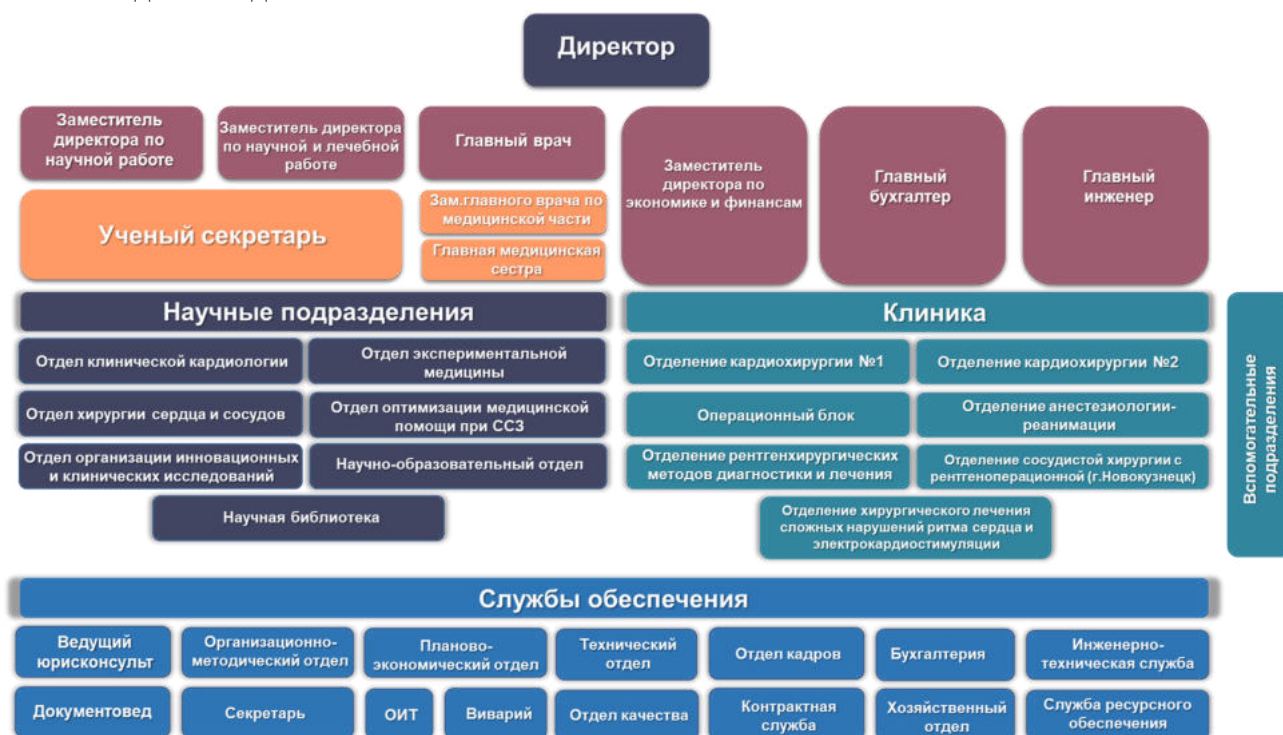 Директор
Заместитель
директора по
научной работе
Заместитель директора
по научной и лечебной
работе
Главный врач
Заместитель
директора по
экономике и финансам
Главный
бухгалтер
Главный
инженер
Ученый секретарь
Зам.главного врача по
медицинской части
Главная медицинская
сестра
Научные подразделения
Клиника
Вспомогательные
подразделения
Отдел клинической кардиологии
Отдел экспериментальной
медицины
Отделение кардиохирургии №1
Отделение кардиохирургии №2
Отдел хирургии сердца и сосудов
Отдел оптимизации медицинской
помощи при ССЗ
Операционный блок
Отделение анестезиологии-
реанимации
Отдел организации инновационных
и клинических исследований
Научно-образовательный отдел
Отделение рентгенхирургических
методов диагностики и лечения
Отделение сосудистой хирургии с
рентгеноперационной (г.Новокузнецк)
Научная библиотека
Отделение хирургического лечения
сложных нарушений ритма сердца и
электрокардиостимуляции
Службы обеспечения
Ведущий
юрисконсульт
Организационно-
методический отдел
Планово-
экономический отдел
Технический
отдел
Отдел кадров
Бухгалтерия
Инженерно-
техническая служба
Документовед
Секретарь
ОИТ
Виварий
Отдел качества
Контрактная
служба
Хозяйственный
отдел
Служба ресурсного
обеспечения